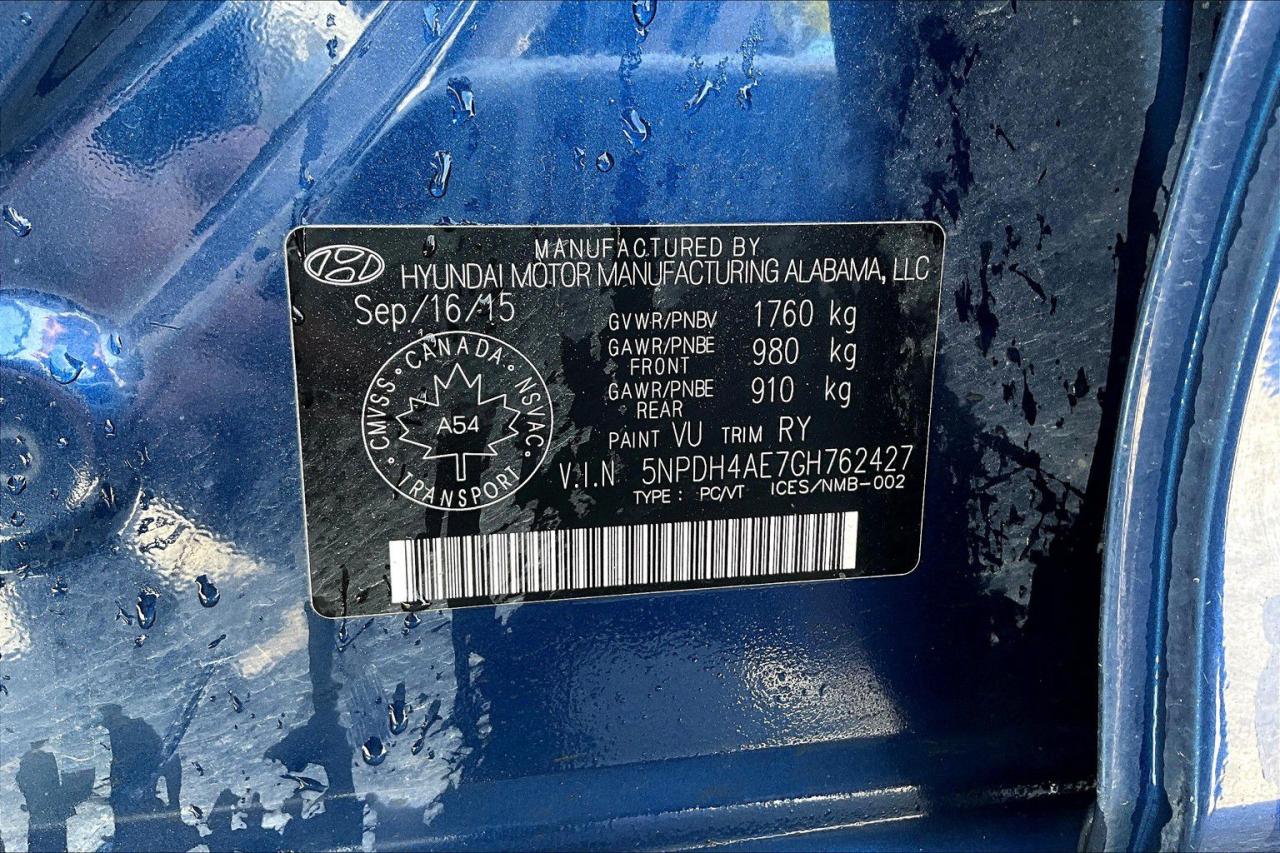 MANUFACTURED BY
HYUNDAI MOTOR MANUFACTURING ALABAMA, LLC
Sep/16/15
GVWR/PNBV 1760 kg
GAWR/PNBE FRONT 980 kg
GAWR/PNBE REAR 910 kg
CANADA · NSVAC · TRANSPORT · CMVSS ·
A54
PAINT VU TRIM RY
V.I.N 5NPDH4AE7GH762427
TYPE : PC/VT ICES/NMB-002